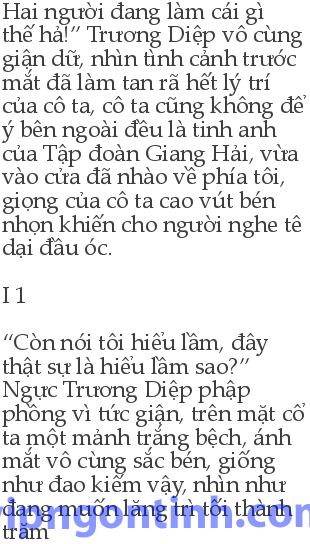 Hai người đang làm cái gì
thế hả!” Trương Diệp vô cùng
giận dữ, nhìn tình cảnh trước
mắt đã làm tan rã hết lý trí
của cô ta, cô ta cũng không để
ý bên ngoài đều là tinh anh
của Tập đoàn Giang Hải, vừa
vào cửa đã nhào về phía tôi,
giọng của cô ta cao vút bén
nhọn khiến cho người nghe tê
dại đầu óc.
I 1
“Còn nói tôi hiểu lầm, đây
thật sự là hiểu lầm sao?”
Ngực Trương Diệp phập
phồng vì tức giận, trên mặt cổ
ta một mảnh trắng bệch, ánh
mắt vô cùng sắc bén, giống
như đao kiếm vậy, nhìn như
đang muốn lăng trì tôi thành
trăm
vipngontinh.com